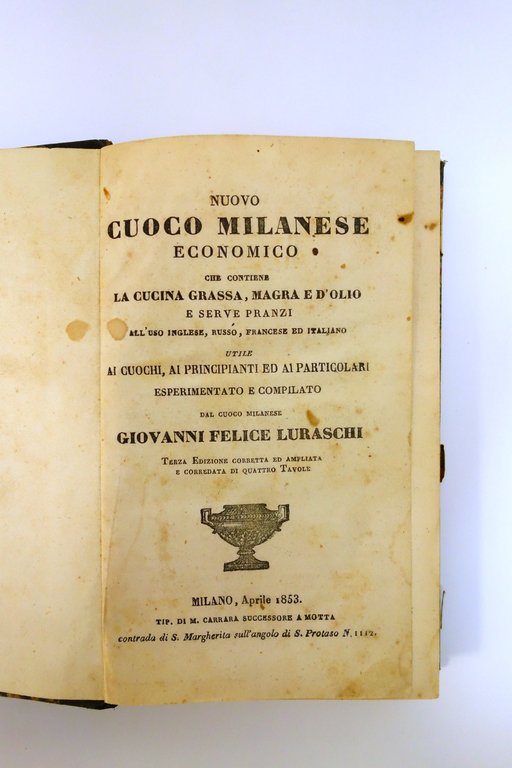 NUOVO
CUOCO MILANESE
ECONOMICO
CHE CONTIENE
LA CUCINA GRASSA, MAGRA E D'OLIO
E SERVE PRANZI
ALL'USO INGLESE, RUSSO, FRANCESE ED ITALIANO
UTILE
AI CUOCHI, AI PRINCIPIANTI ED AI PARTICOLARI
ESPERIMENTATO E COMPILATO
DAL CUOCO MILANESE
GIOVANNI FELICE LURASCHI
TERZA EDIZIONE CORRETTA ED AMPLIATA
E CORREDATA DI QUATTRO TAVOLE
MILANO, Aprile 1853.
TIP. DI M. CARRARA SUCCESSORE A MOTTA
contrada di S. Margherita sull'angolo di S. Protaso N. 1112.